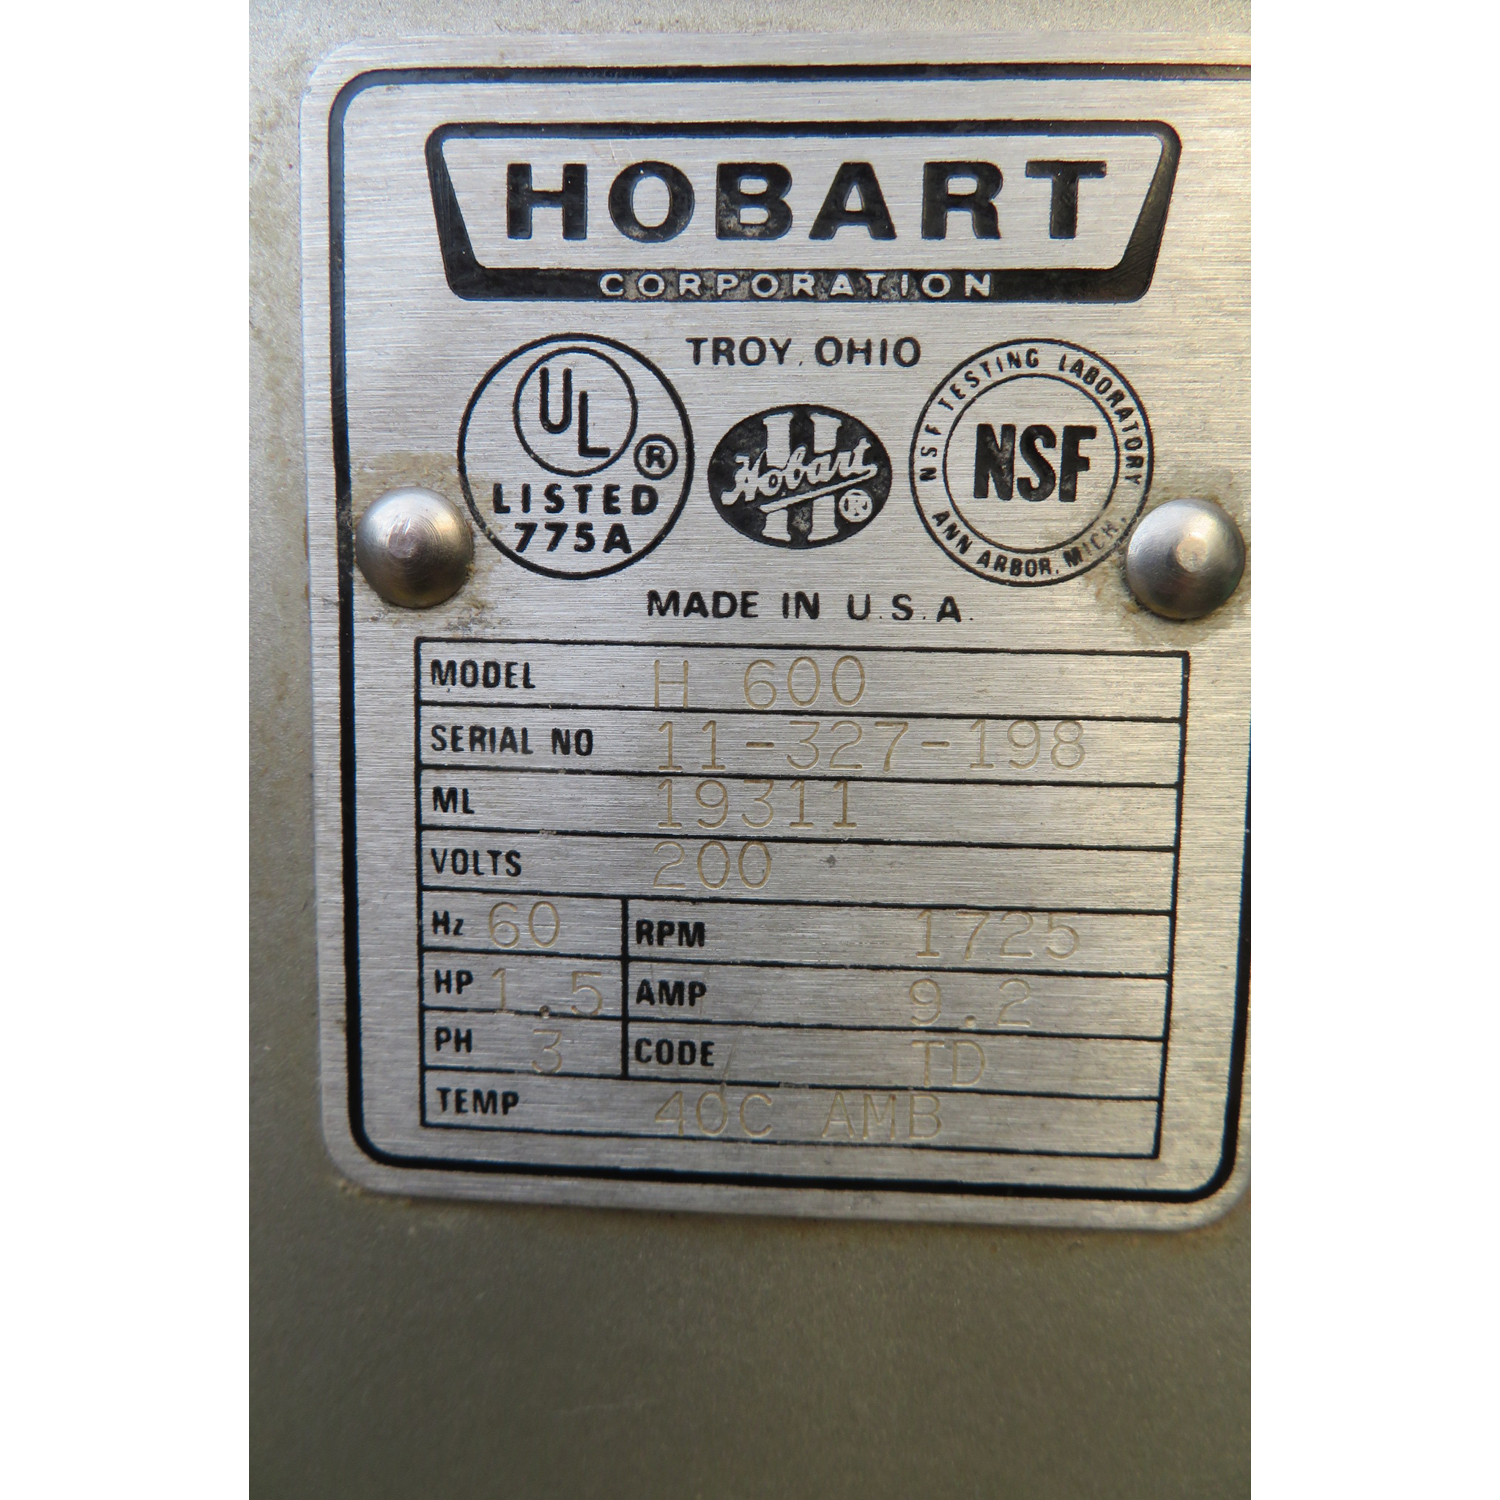 HOBART
CORPORATION
TROY, OHIO
UL ®
LISTED
775A
Hobart ®
NSF TESTING LABORATORY
NSF
ANN ARBOR, MICH.
MADE IN U.S.A.
MODEL H 600
SERIAL NO 11-327-198
ML 19311
VOLTS 200
Hz 60 RPM 1725
HP 1.5 AMP 9.2
PH 3 CODE TD
TEMP 40C AMB